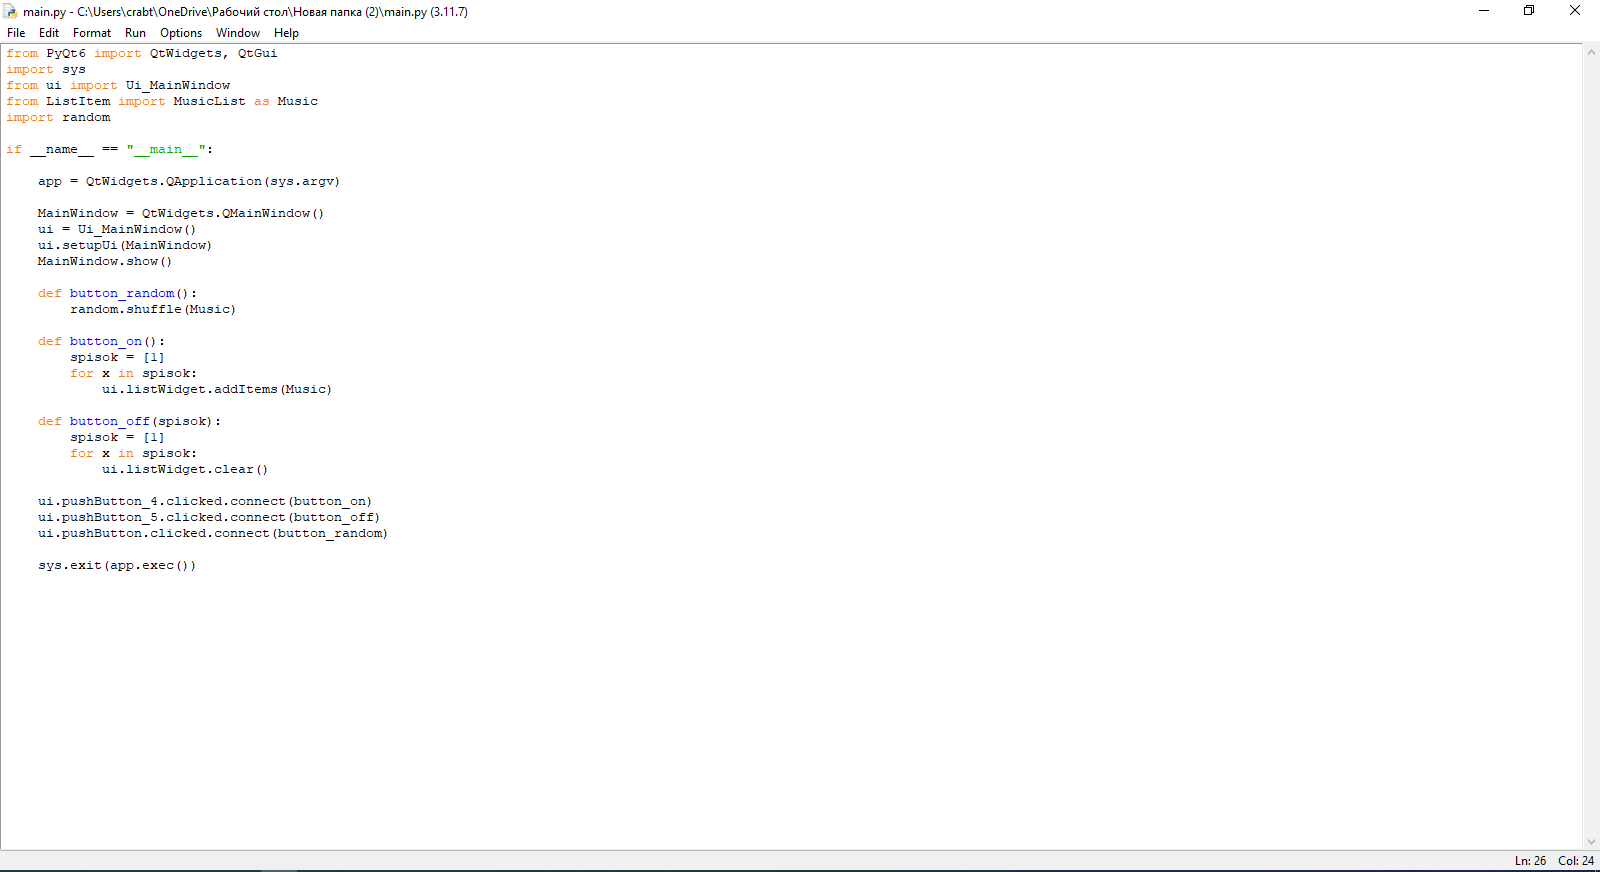 main.py - C:\Users\crabt\OneDrive\Рабочий стол\Новая папка (2)\main.py (3.11.7)
File Edit Format Run Options Window Help
from PyQt6 import QtWidgets, QtGui
import sys
from ui import Ui_MainWindow
from ListItem import MusicList as Music
import random
if __name__ == "__main__":
    app = QtWidgets.QApplication(sys.argv)
    MainWindow = QtWidgets.QMainWindow()
    ui = Ui_MainWindow()
    ui.setupUi(MainWindow)
    MainWindow.show()
    def button_random():
        random.shuffle(Music)
    def button_on():
        spisok = [1]
        for x in spisok:
            ui.listWidget.addItems(Music)
    def button_off(spisok):
        spisok = [1]
        for x in spisok:
            ui.listWidget.clear()
    ui.pushButton_4.clicked.connect(button_on)
    ui.pushButton_5.clicked.connect(button_off)
    ui.pushButton.clicked.connect(button_random)
    sys.exit(app.exec())
Ln: 26 Col: 24